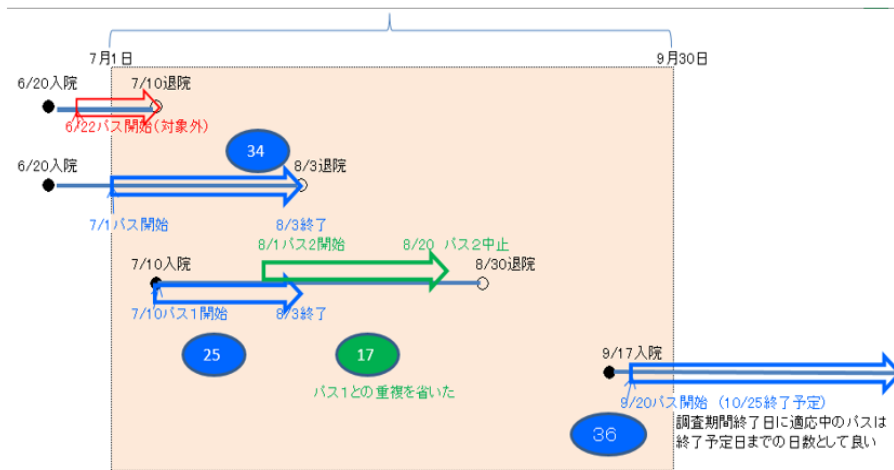 7月1日
9月30日
6/20入院
7/10退院
6/22パス開始(対象外)
34
6/20入院
8/3退院
7/1パス開始
8/3終了
8/1パス2開始
8/20 パス2中止
7/10入院
8/30退院
7/10パス1開始
8/3終了
25
17
パス1との重複を省いた
9/17入院
9/20パス開始 (10/25終了予定)
36
調査期間終了日に適応中のパスは
終了予定日までの日数として良い